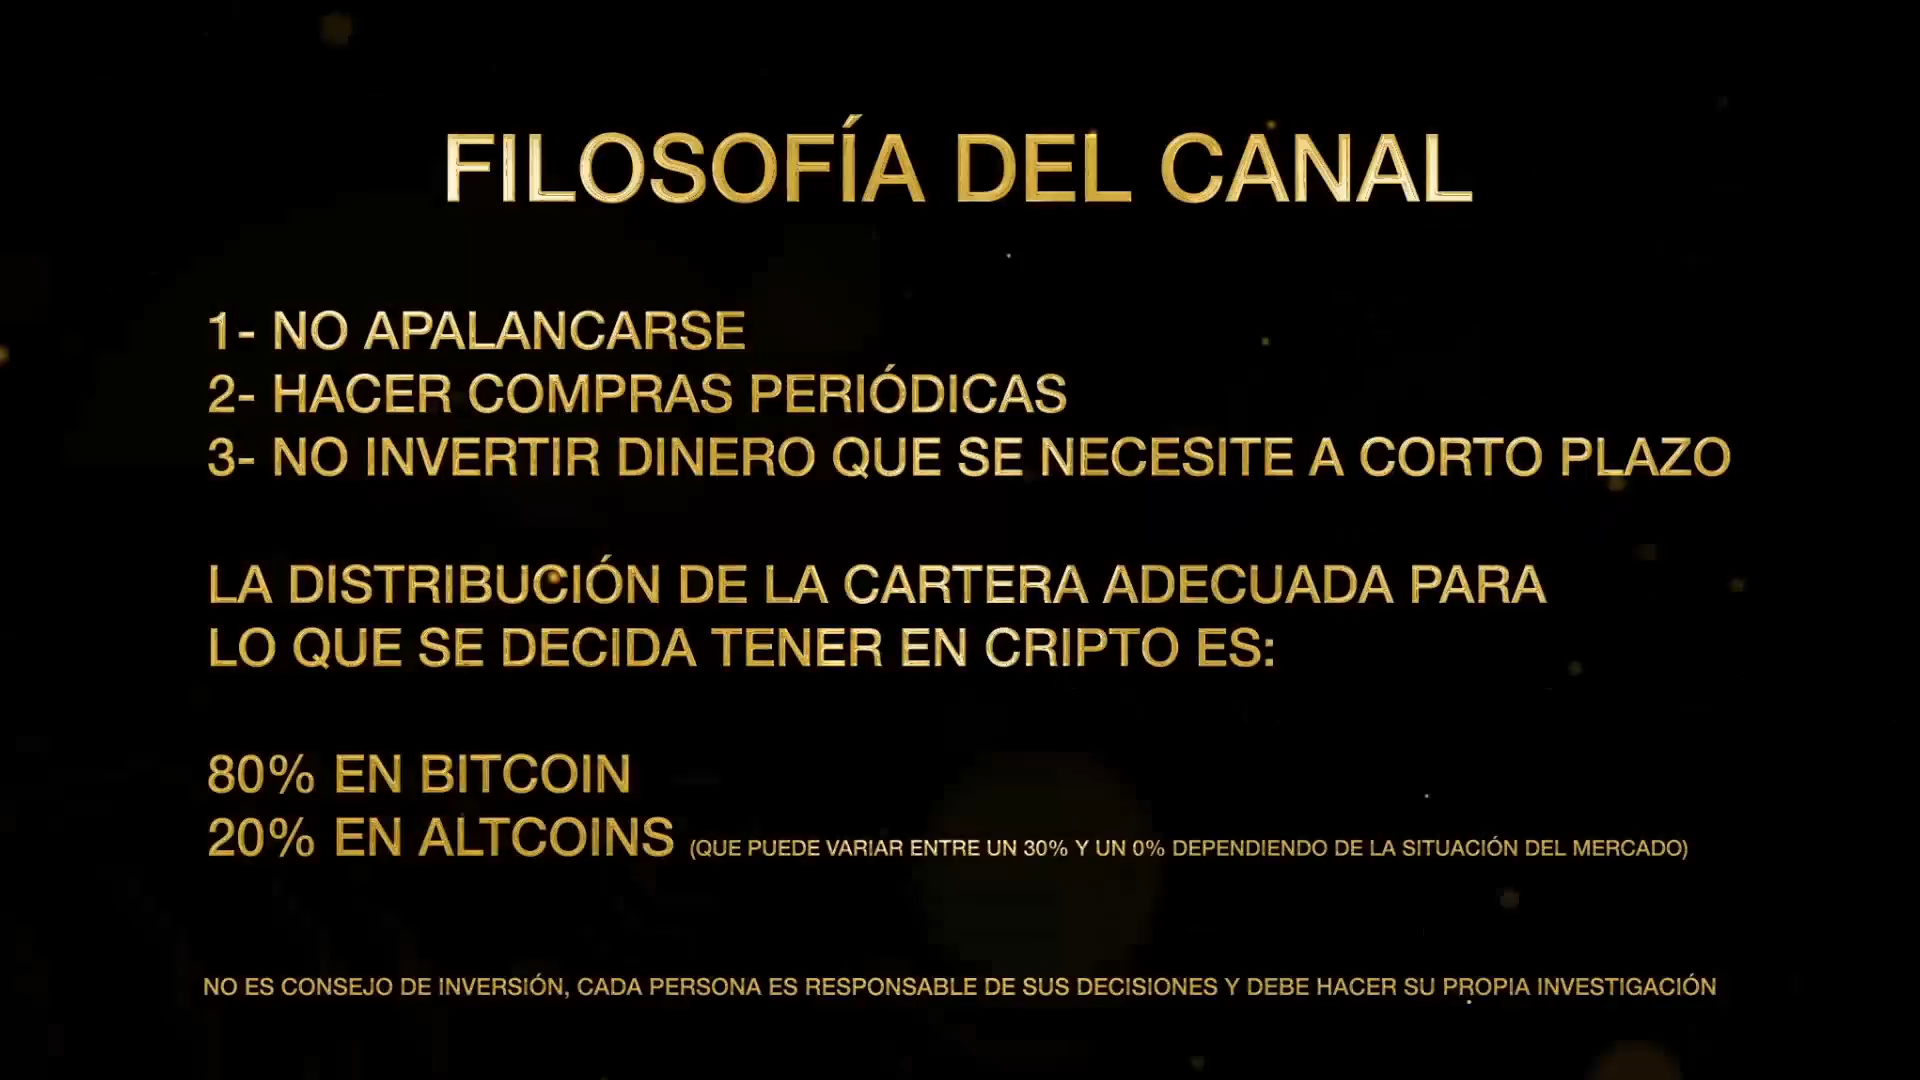 FILOSOFÍA DEL CANAL
1- NO APALANCARSE
2- HACER COMPRAS PERIÓDICAS
3- NO INVERTIR DINERO QUE SE NECESITE A CORTO PLAZO
LA DISTRIBUCIÓN DE LA CARTERA ADECUADA PARA
LO QUE SE DECIDA TENER EN CRIPTO ES:
80% EN BITCOIN
20% EN ALTCOINS (QUE PUEDE VARIAR ENTRE UN 30% Y UN 0% DEPENDIENDO DE LA SITUACIÓN DEL MERCADO)
NO ES CONSEJO DE INVERSIÓN, CADA PERSONA ES RESPONSABLE DE SUS DECISIONES Y DEBE HACER SU PROPIA INVESTIGACIÓN